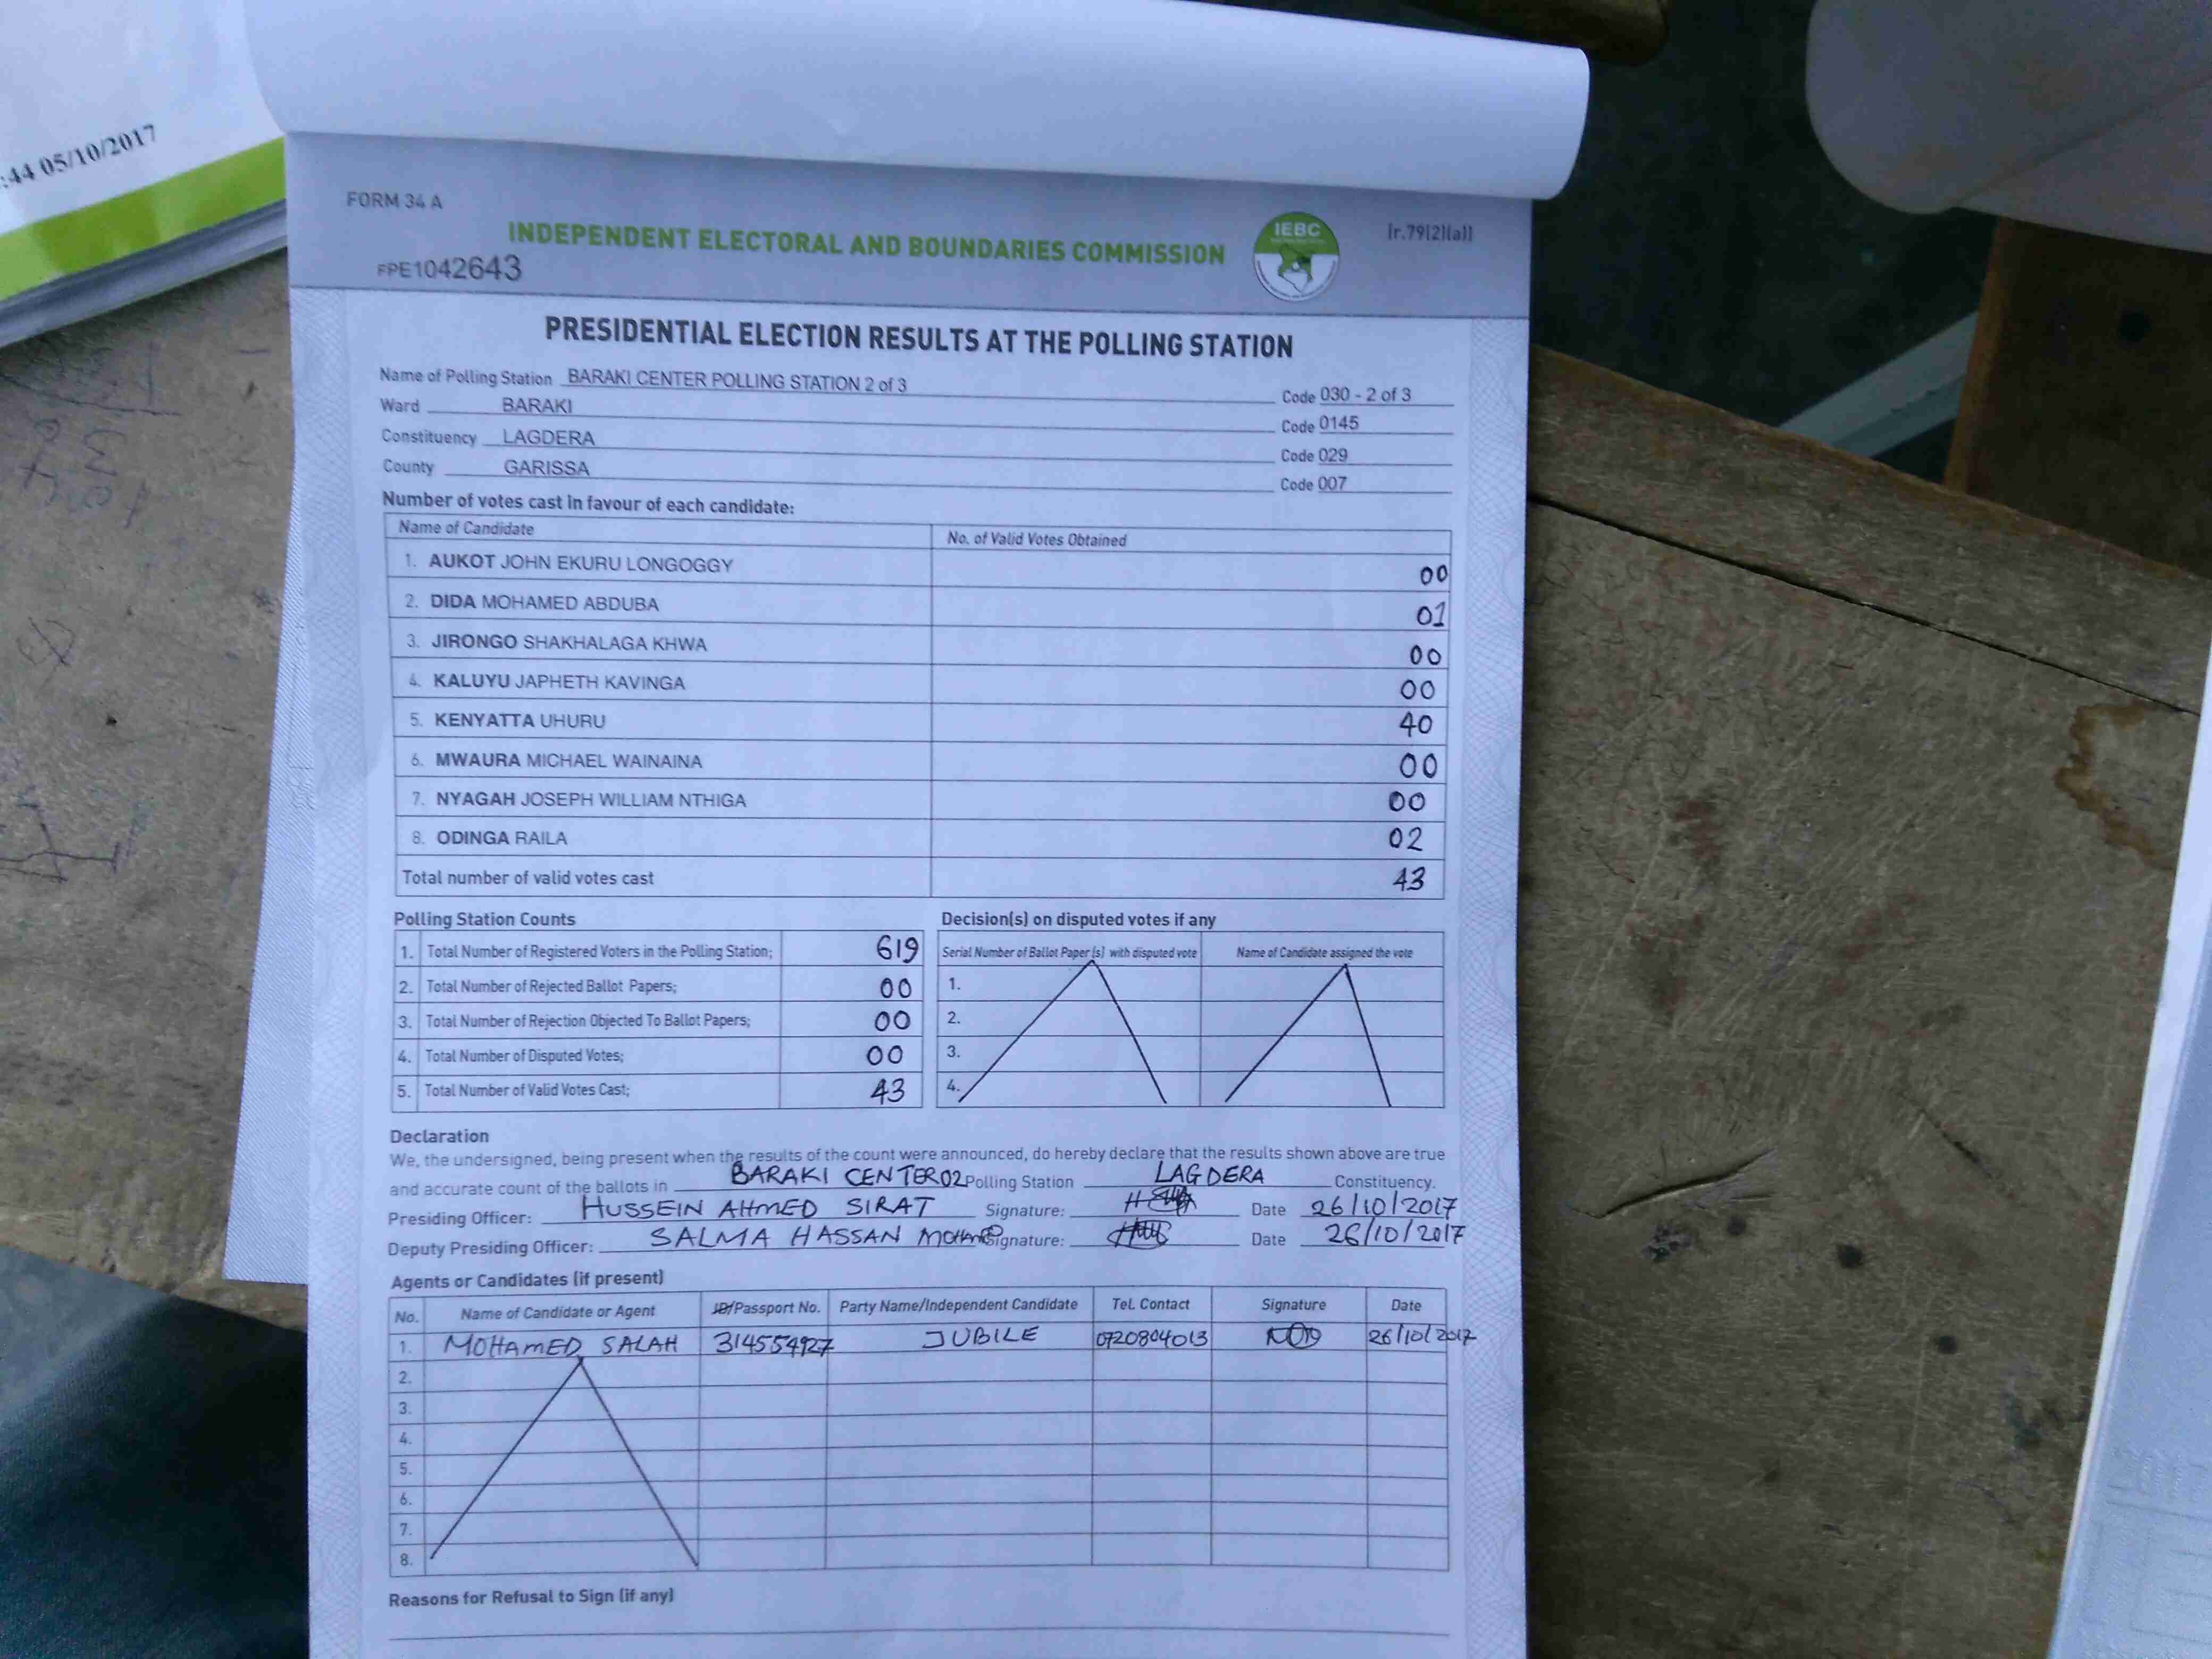 :44 05/10/2017
FORM 34 A
INDEPENDENT ELECTORAL AND BOUNDARIES COMMISSION
IEBC
[r.79(2)(a)]
FPE1042643
PRESIDENTIAL ELECTION RESULTS AT THE POLLING STATION
Name of Polling Station BARAKI CENTER POLLING STATION 2 of 3 Code 030 - 2 of 3
Ward BARAKI Code 0145
Constituency LAGDERA Code 029
County GARISSA Code 007
Number of votes cast in favour of each candidate:
Name of Candidate No. of Valid Votes Obtained
1. AUKOT JOHN EKURU LONGOGGY 00
2. DIDA MOHAMED ABDUBA 01
3. JIRONGO SHAKHALAGA KHWA 00
4. KALUYU JAPHETH KAVINGA 00
5. KENYATTA UHURU 40
6. MWAURA MICHAEL WAINAINA 00
7. NYAGAH JOSEPH WILLIAM NTHIGA 00
8. ODINGA RAILA 02
Total number of valid votes cast 43
Polling Station Counts
1. Total Number of Registered Voters in the Polling Station; 619
2. Total Number of Rejected Ballot Papers; 00
3. Total Number of Rejection Objected To Ballot Papers; 00
4. Total Number of Disputed Votes; 00
5. Total Number of Valid Votes Cast; 43
Decision(s) on disputed votes if any
Serial Number of Ballot Paper (s) with disputed vote Name of Candidate assigned the vote
1.
2.
3.
4.
Declaration
We, the undersigned, being present when the results of the count were announced, do hereby declare that the results shown above are true
and accurate count of the ballots in BARAKI CENTER 02 Polling Station LAGDERA Constituency.
Presiding Officer: HUSSEIN AHMED SIRAT Signature: Date 26/10/2017
Deputy Presiding Officer: SALMA HASSAN Signature: Date 26/10/2017
Agents or Candidates (if present)
No. Name of Candidate or Agent ID/Passport No. Party Name/Independent Candidate Tel. Contact Signature Date
1. MOHAMED SALAH 314554927 JUBILE 0720804013 26/10/2017
2.
3.
4.
5.
6.
7.
8.
Reasons for Refusal to Sign (if any)